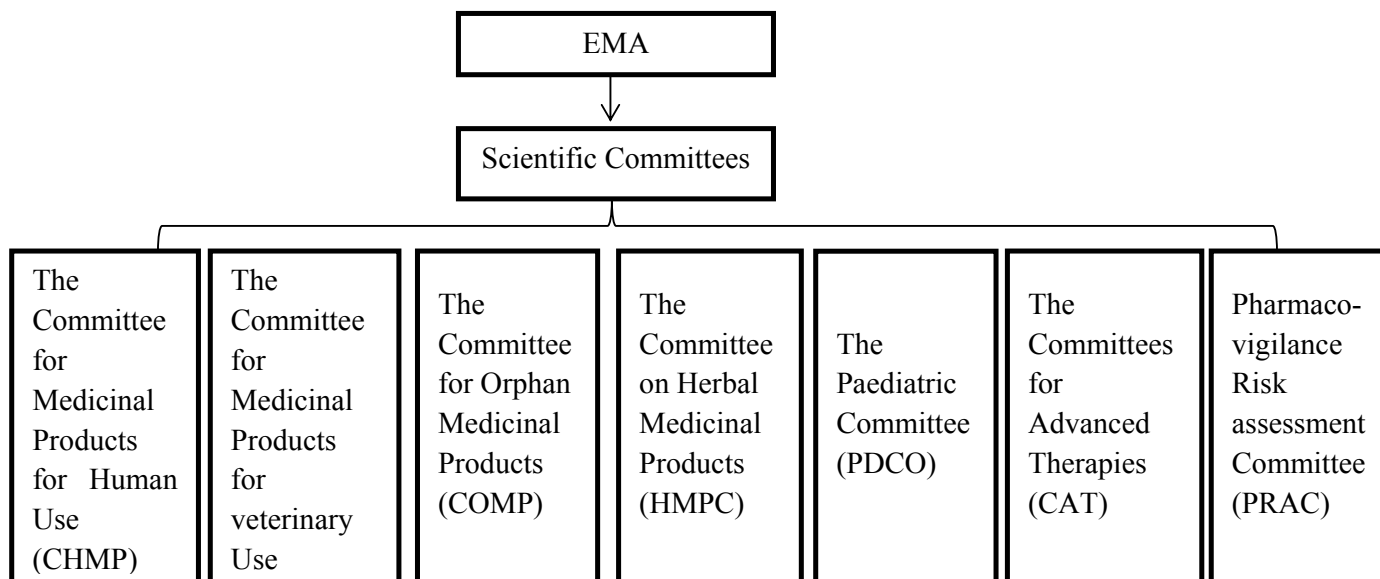 EMA
Scientific Committees
The
Committee
for
Medicinal
Products
for Human
Use
(CHMP)
The
Committee
for
Medicinal
Products
for
veterinary
Use
The
Committee
for Orphan
Medicinal
Products
(COMP)
The
Committee
on Herbal
Medicinal
Products
(HMPC)
The
Paediatric
Committee
(PDCO)
The
Committees
for
Advanced
Therapies
(CAT)
Pharmaco-
vigilance
Risk
assessment
Committee
(PRAC)